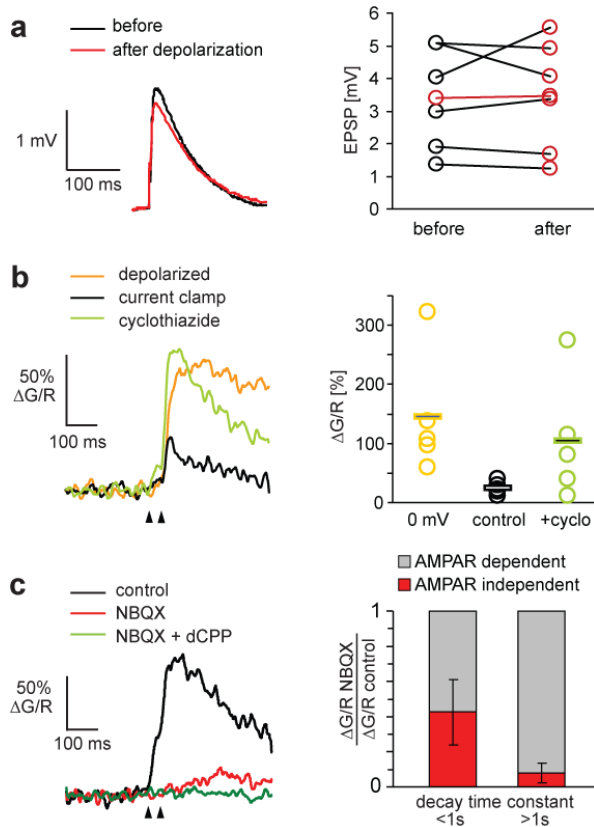 a
before
after depolarization
1 mV
100 ms
EPSP [mV]
6
5
4
3
2
1
0
before
after
b
depolarized
current clamp
cyclothiazide
50%
ΔG/R
100 ms
ΔG/R [%]
300
200
100
0
0 mV
control
+cyclo
c
control
NBQX
NBQX + dCPP
50%
ΔG/R
100 ms
AMPAR dependent
AMPAR independent
ΔG/R NBQX
ΔG/R control
1
0
decay time constant
<1s >1s